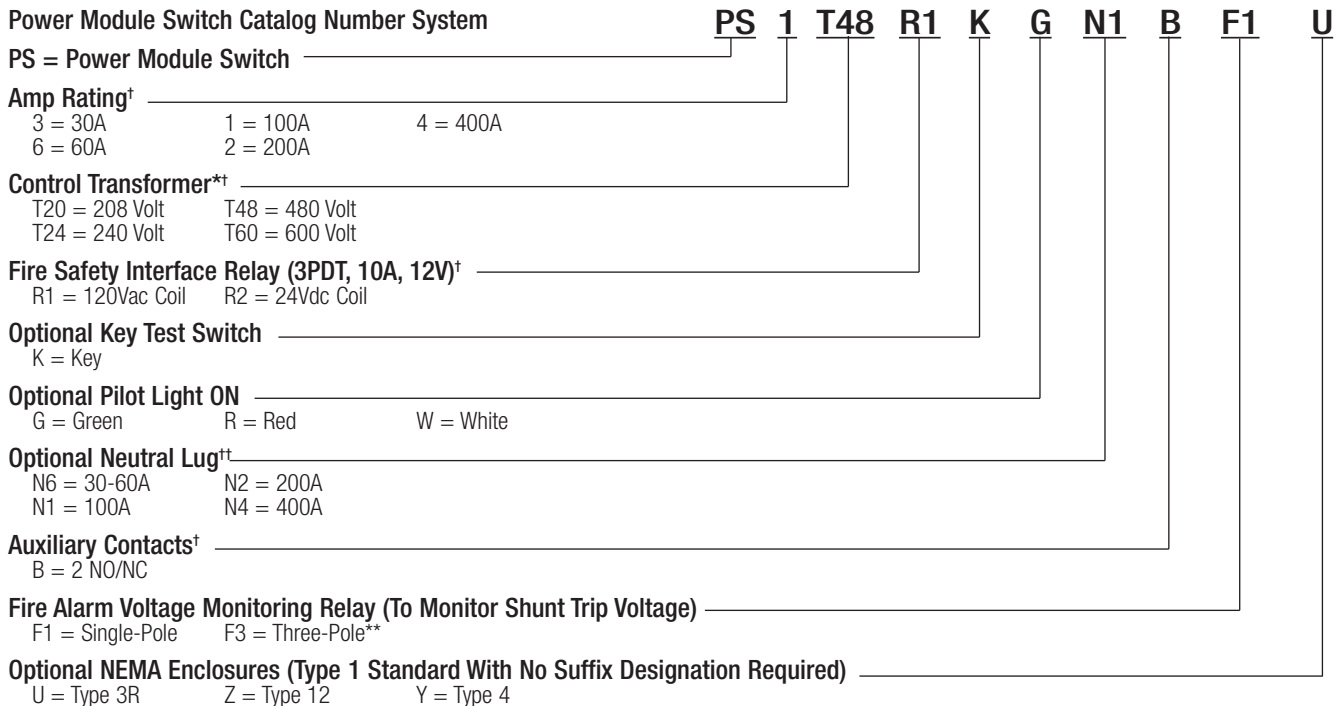 Power Module Switch Catalog Number System PS 1 T48 R1 K G N1 B F1 U
PS = Power Module Switch
Amp Rating†
3 = 30A 1 = 100A 4 = 400A
6 = 60A 2 = 200A
Control Transformer*†
T20 = 208 Volt T48 = 480 Volt
T24 = 240 Volt T60 = 600 Volt
Fire Safety Interface Relay (3PDT, 10A, 12V)†
R1 = 120Vac Coil R2 = 24Vdc Coil
Optional Key Test Switch
K = Key
Optional Pilot Light ON
G = Green R = Red W = White
Optional Neutral Lug††
N6 = 30-60A N2 = 200A
N1 = 100A N4 = 400A
Auxiliary Contacts†
B = 2 NO/NC
Fire Alarm Voltage Monitoring Relay (To Monitor Shunt Trip Voltage)
F1 = Single-Pole F3 = Three-Pole**
Optional NEMA Enclosures (Type 1 Standard With No Suffix Designation Required)
U = Type 3R Z = Type 12 Y = Type 4